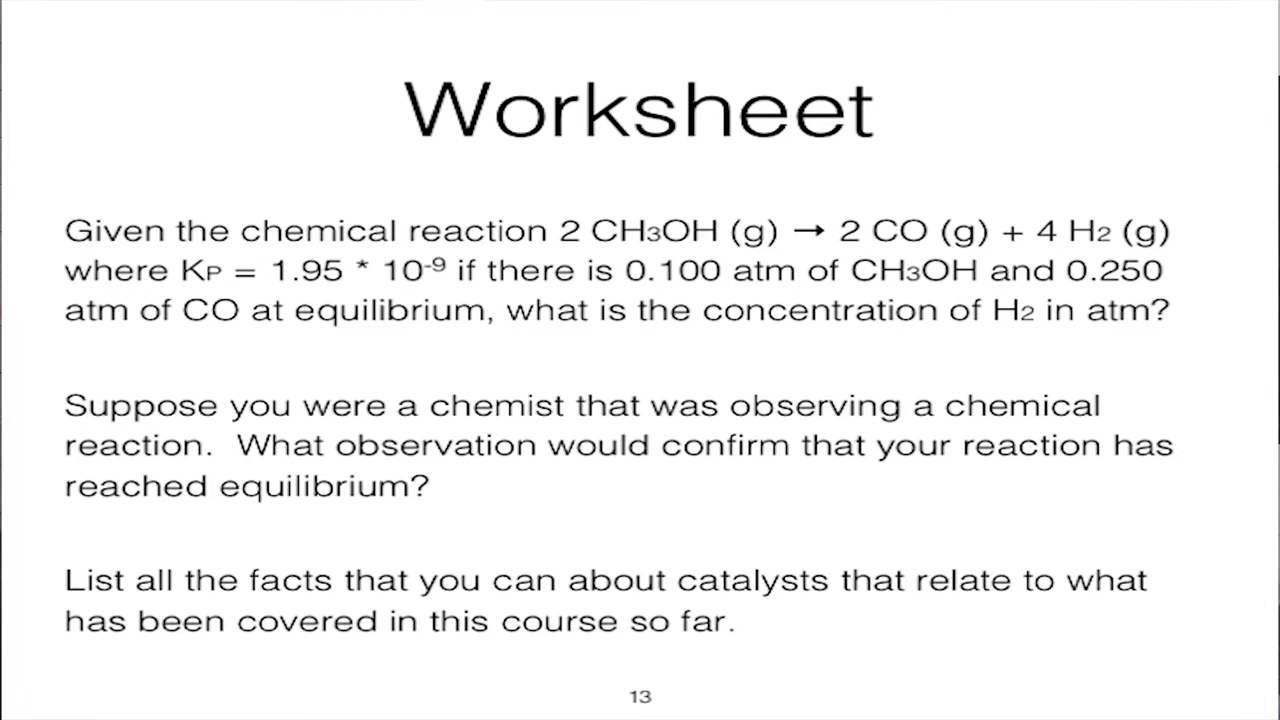 Worksheet
Given the chemical reaction 2 CH3OH (g) → 2 CO (g) + 4 H2 (g)
where KP = 1.95 * 10-9 if there is 0.100 atm of CH3OH and 0.250
atm of CO at equilibrium, what is the concentration of H2 in atm?
Suppose you were a chemist that was observing a chemical
reaction.  What observation would confirm that your reaction has
reached equilibrium?
List all the facts that you can about catalysts that relate to what
has been covered in this course so far.
13